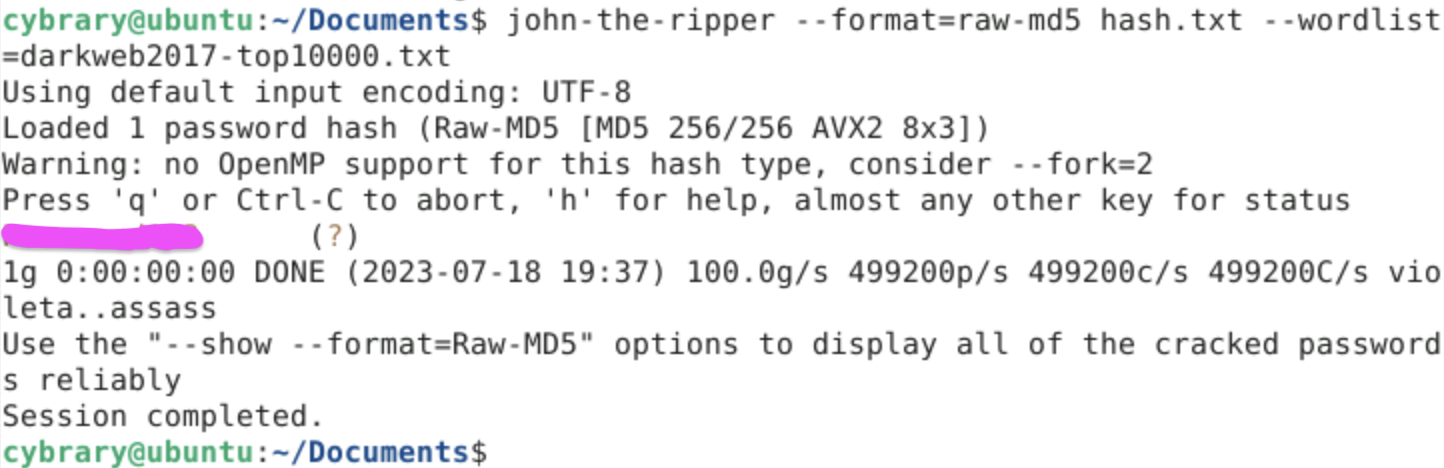 cybrary@ubuntu:~/Documents$ john-the-ripper --format=raw-md5 hash.txt --wordlist
=darkweb2017-top10000.txt
Using default input encoding: UTF-8
Loaded 1 password hash (Raw-MD5 [MD5 256/256 AVX2 8x3])
Warning: no OpenMP support for this hash type, consider --fork=2
Press 'q' or Ctrl-C to abort, 'h' for help, almost any other key for status
(?)
1g 0:00:00:00 DONE (2023-07-18 19:37) 100.0g/s 499200p/s 499200c/s 499200C/s vio
leta..assass
Use the "--show --format=Raw-MD5" options to display all of the cracked password
s reliably
Session completed.
cybrary@ubuntu:~/Documents$